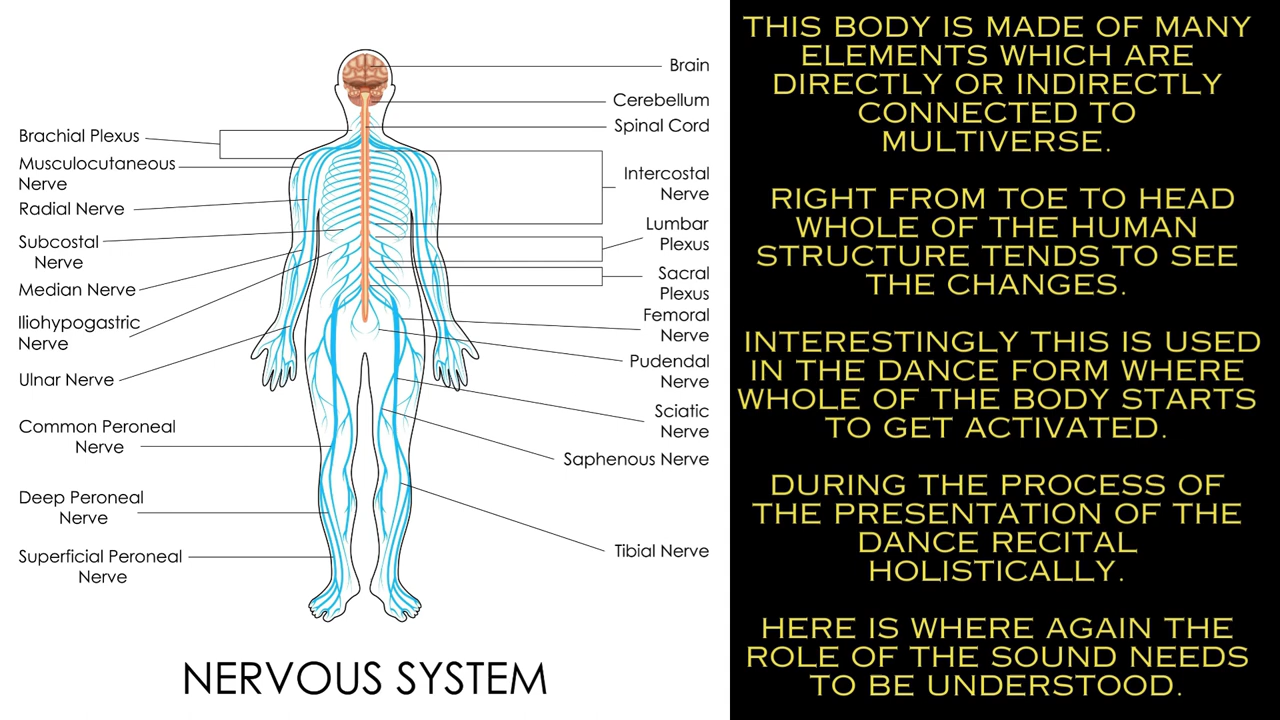 Brain
Cerebellum
Spinal Cord
Brachial Plexus
Musculocutaneous
Nerve
Radial Nerve
Subcostal
Nerve
Median Nerve
Iliohypogastric
Nerve
Ulnar Nerve
Common Peroneal
Nerve
Deep Peroneal
Nerve
Superficial Peroneal
Nerve
Intercostal
Nerve
Lumbar
Plexus
Sacral
Plexus
Femoral
Nerve
Pudendal
Nerve
Sciatic
Nerve
Saphenous Nerve
Tibial Nerve
NERVOUS SYSTEM
THIS BODY IS MADE OF MANY
ELEMENTS WHICH ARE
DIRECTLY OR INDIRECTLY
CONNECTED TO
MULTIVERSE.
RIGHT FROM TOE TO HEAD
WHOLE OF THE HUMAN
STRUCTURE TENDS TO SEE
THE CHANGES.
INTERESTINGLY THIS IS USED
IN THE DANCE FORM WHERE
WHOLE OF THE BODY STARTS
TO GET ACTIVATED.
DURING THE PROCESS OF
THE PRESENTATION OF THE
DANCE RECITAL
HOLISTICALLY.
HERE IS WHERE AGAIN THE
ROLE OF THE SOUND NEEDS
TO BE UNDERSTOOD.